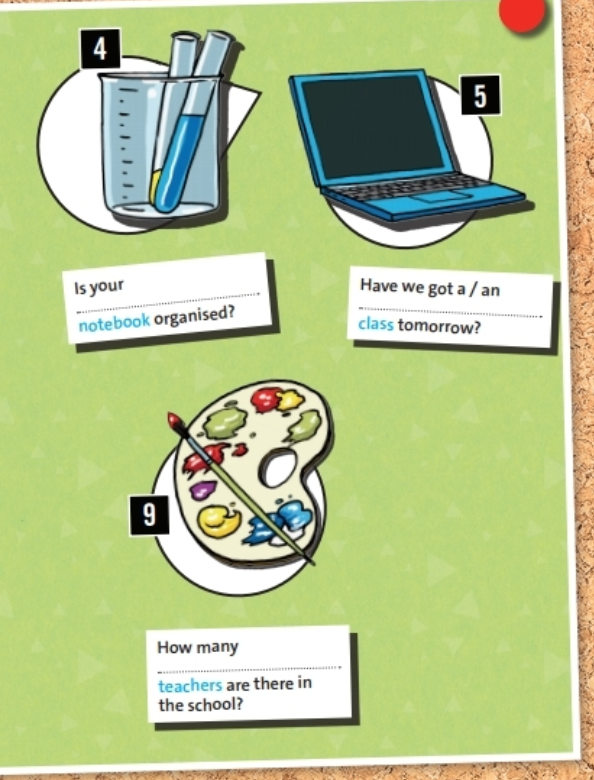 4
5
Is your
notebook organised?
Have we got a / an
class tomorrow?
9
How many
teachers are there in
the school?